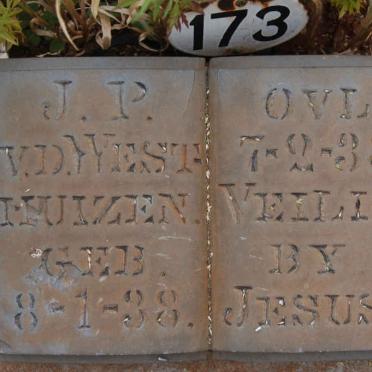 173
J. P.
V.D. WEST-
HUIZEN.
GEB.
8-1-38.
OVL
7-2-3
VEILI
BY
JESUS